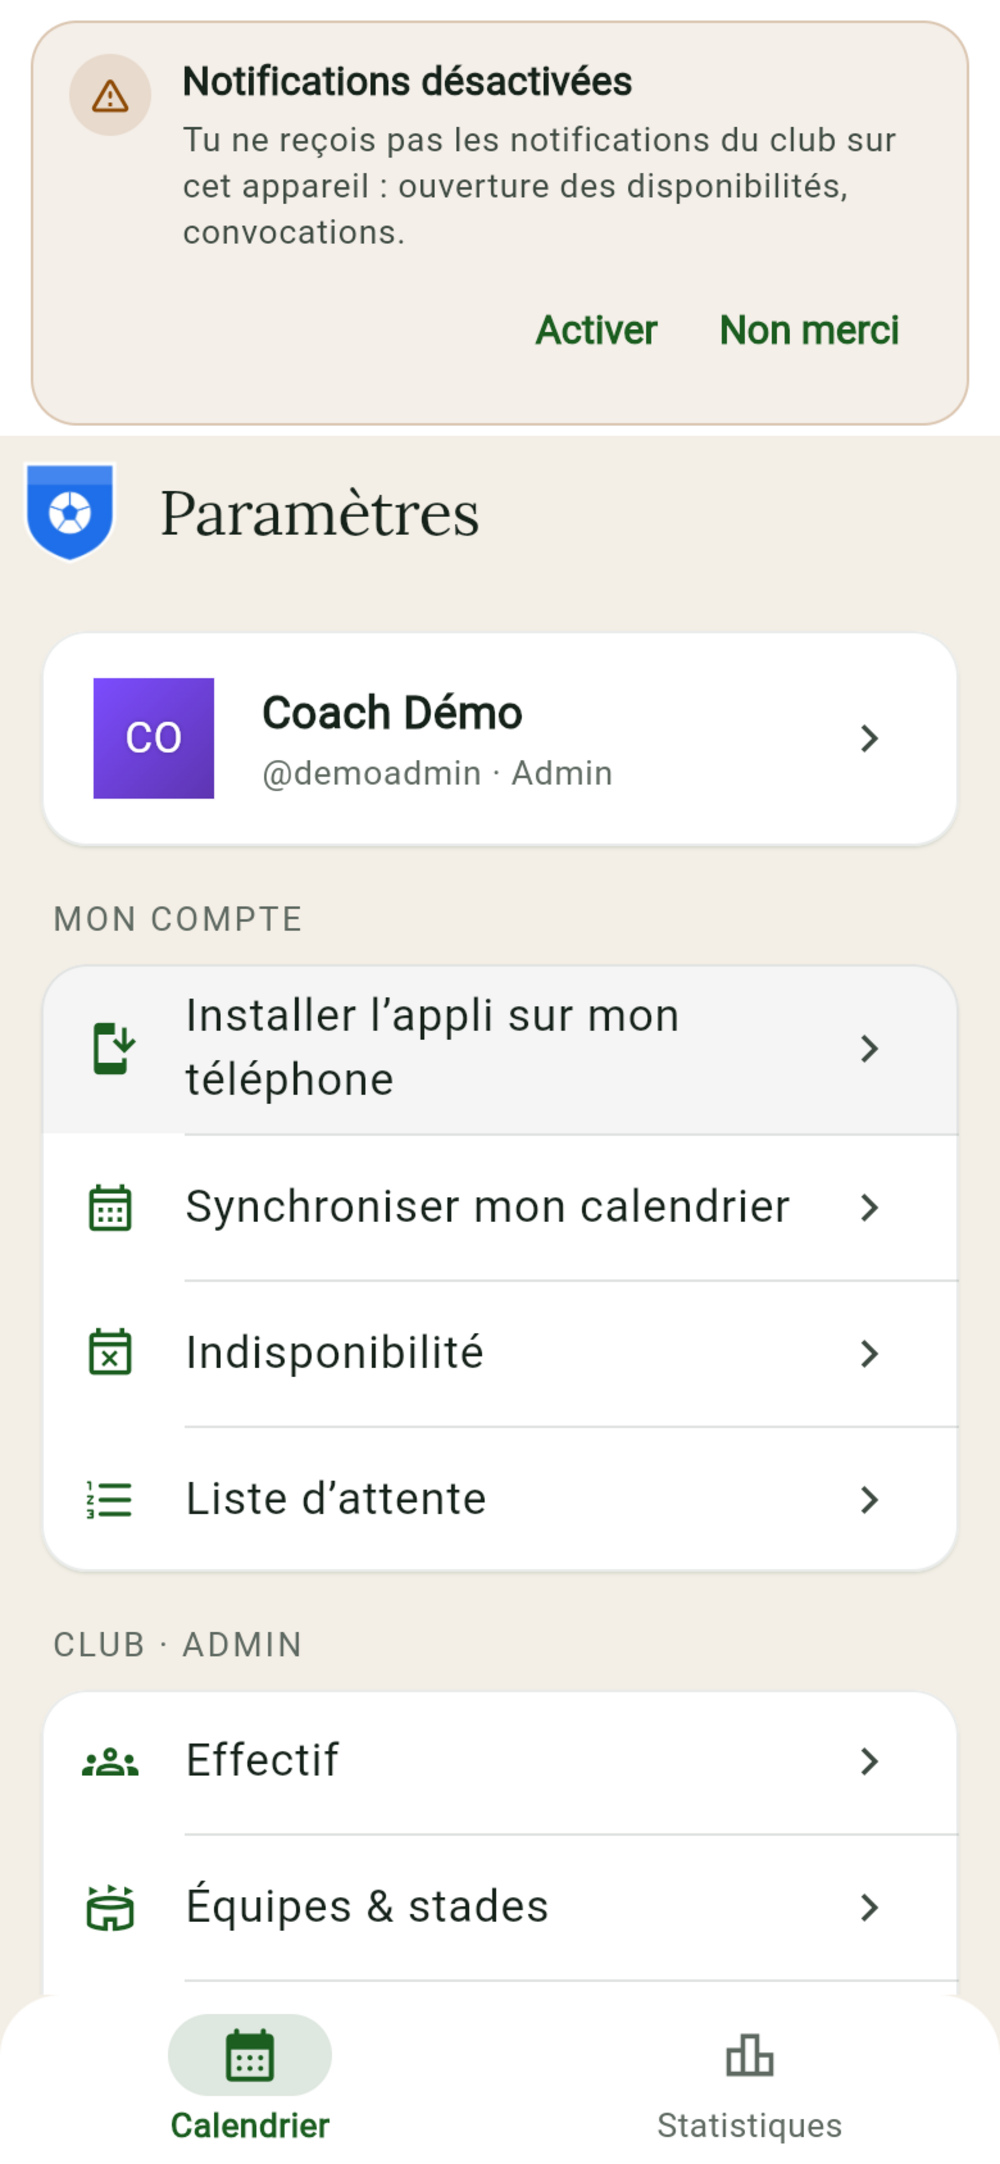 Notifications désactivées
Tu ne reçois pas les notifications du club sur
cet appareil : ouverture des disponibilités,
convocations.
Activer Non merci
Paramètres
CO
Coach Démo
@demoadmin · Admin
MON COMPTE
Installer l’appli sur mon
téléphone
Synchroniser mon calendrier
Indisponibilité
Liste d’attente
CLUB · ADMIN
Effectif
Équipes & stades
Calendrier Statistiques